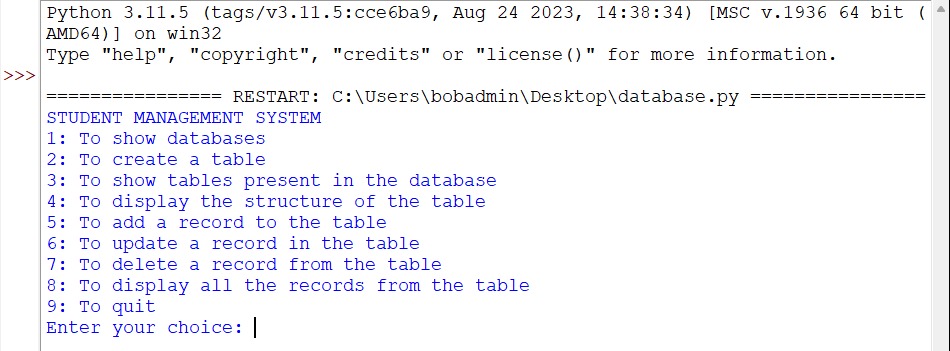 Python 3.11.5 (tags/v3.11.5:cce6ba9, Aug 24 2023, 14:38:34) [MSC v.1936 64 bit (
AMD64)] on win32
Type "help", "copyright", "credits" or "license()" for more information.
>>>
================ RESTART: C:\Users\bobadmin\Desktop\database.py ================
STUDENT MANAGEMENT SYSTEM
1: To show databases
2: To create a table
3: To show tables present in the database
4: To display the structure of the table
5: To add a record to the table
6: To update a record in the table
7: To delete a record from the table
8: To display all the records from the table
9: To quit
Enter your choice: